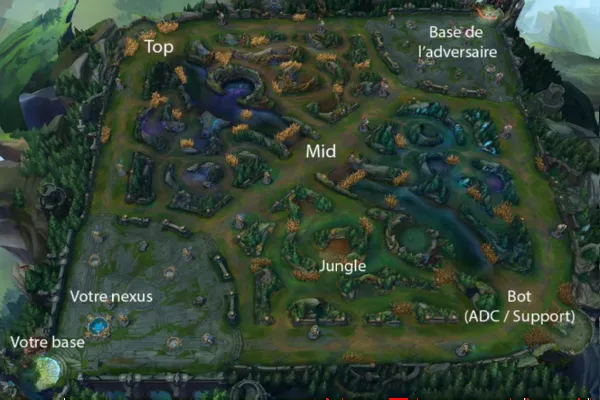 Top
Base de
l'adversaire
Mid
Jungle
Votre nexus
Bot
(ADC / Support)
Votre base